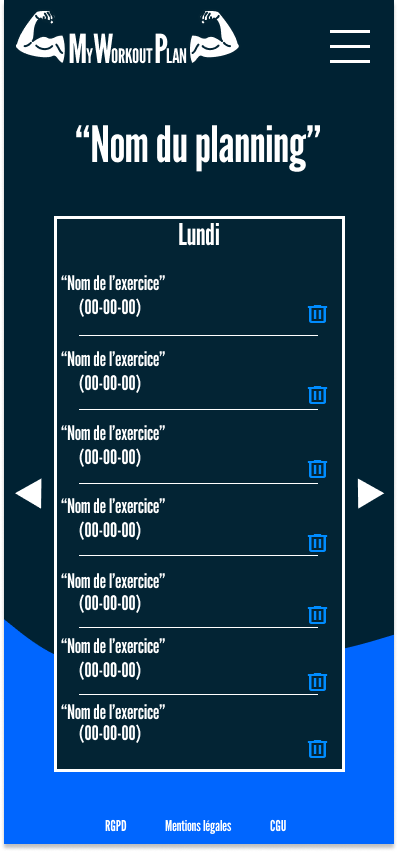 My Workout Plan
“Nom du planning”
Lundi
“Nom de l’exercice”
(00-00-00)
“Nom de l’exercice”
(00-00-00)
“Nom de l’exercice”
(00-00-00)
“Nom de l’exercice”
(00-00-00)
“Nom de l’exercice”
(00-00-00)
“Nom de l’exercice”
(00-00-00)
“Nom de l’exercice”
(00-00-00)
RGPD Mentions légales CGU